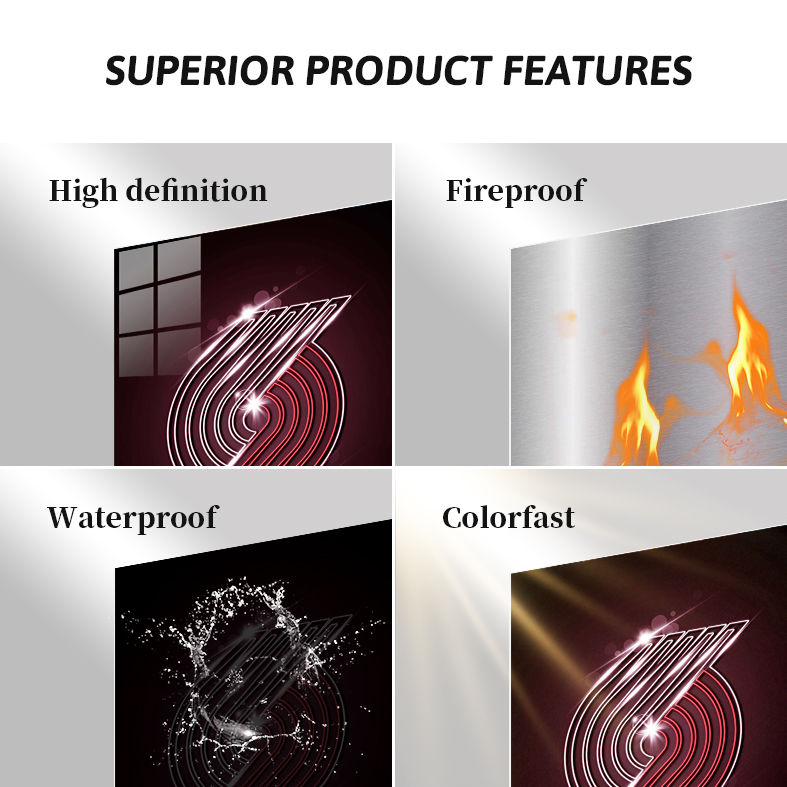 SUPERIOR PRODUCT FEATURES
High definition
Fireproof
Waterproof
Colorfast